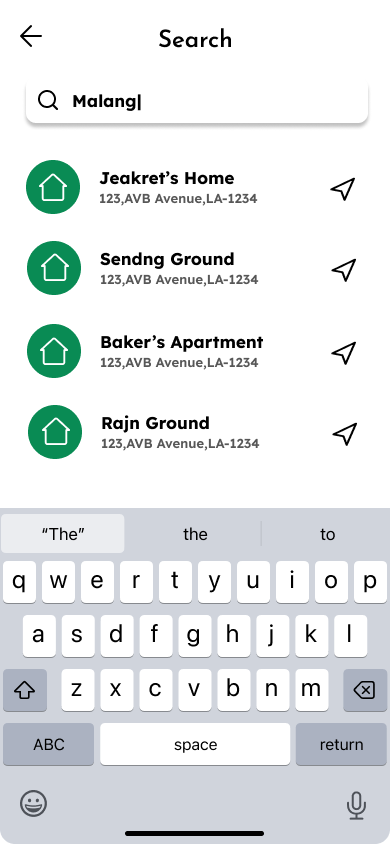 Search
Malang
Jeakret’s Home
123,AVB Avenue,LA-1234
Sendng Ground
123,AVB Avenue,LA-1234
Baker’s Apartment
123,AVB Avenue,LA-1234
Rajn Ground
123,AVB Avenue,LA-1234
“The” the to
q w e r t y u i o p
a s d f g h j k l
z x c v b n m
ABC space return